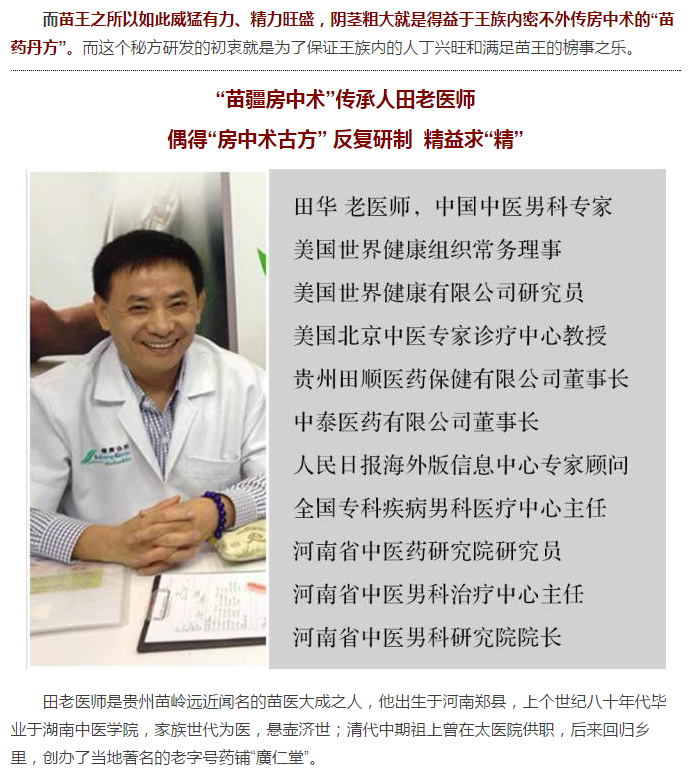 而苗王之所以如此威猛有力、精力旺盛，阴茎粗大就是得益于王族内密不外传房中术的“苗
药丹方”。而这个秘方研发的初衷就是为了保证王族内的人丁兴旺和满足苗王的榜事之乐。
“苗疆房中术”传承人田老医师
偶得“房中术古方” 反复研制 精益求“精”
田华 老医师，中国中医男科专家
美国世界健康组织常务理事
美国世界健康有限公司研究员
美国北京中医专家诊疗中心教授
贵州田顺医药保健有限公司董事长
中泰医药有限公司董事长
人民日报海外版信息中心专家顾问
全国专科疾病男科医疗中心主任
河南省中医药研究院研究员
河南省中医男科治疗中心主任
河南省中医男科研究院院长
田老医师是贵州苗岭远近闻名的苗医大成之人，他出生于河南郏县，上个世纪八十年代毕
业于湖南中医学院，家族世代为医，悬壶济世；清代中期祖上曾在太医院供职，后来回归乡
里，创办了当地著名的老字号药铺“廣仁堂”。